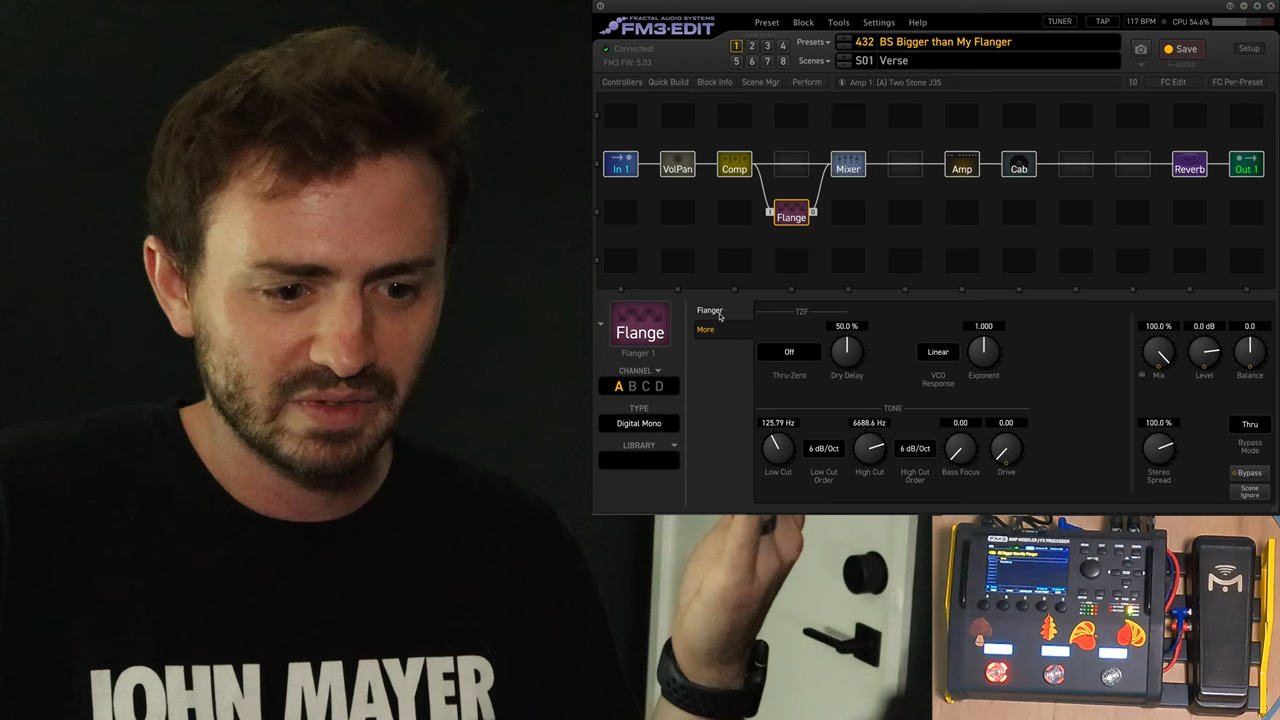 FRACTAL AUDIO SYSTEMS
FM3-EDIT
Preset Block Tools Settings Help
TUNER TAP 117 BPM CPU 54.6%
Connected!
FM3 FW: 5.03
1 2 3 4
5 6 7 8
Presets
432 BS Bigger than My Flanger
Scenes
S01 Verse
Save
EDITED
Setup
Controllers Quick Build Block Info Scene Mgr Perform
Amp 1: (A) Two Stone J35
10 FC Edit FC Per-Preset
In 1 VolPan Comp Mixer Amp Cab Reverb Out 1
I Flange O
Flange
Flanger 1
CHANNEL
A B C D
TYPE
Digital Mono
LIBRARY
Flanger
More
TZF
50.0 % 1.000
Off Linear
Thru-Zero Dry Delay VCO Response Exponent
TONE
125.79 Hz 6688.6 Hz 0.00 0.00
6 dB/Oct 6 dB/Oct
Low Cut Low Cut Order High Cut High Cut Order Bass Focus Drive
100.0 % 0.0 dB 0.0
Mix Level Balance
100.0 % Thru
Stereo Spread Bypass Mode
Bypass
Scene Ignore
JOHN MAYER
FM3 AMP MODELER / FX PROCESSOR